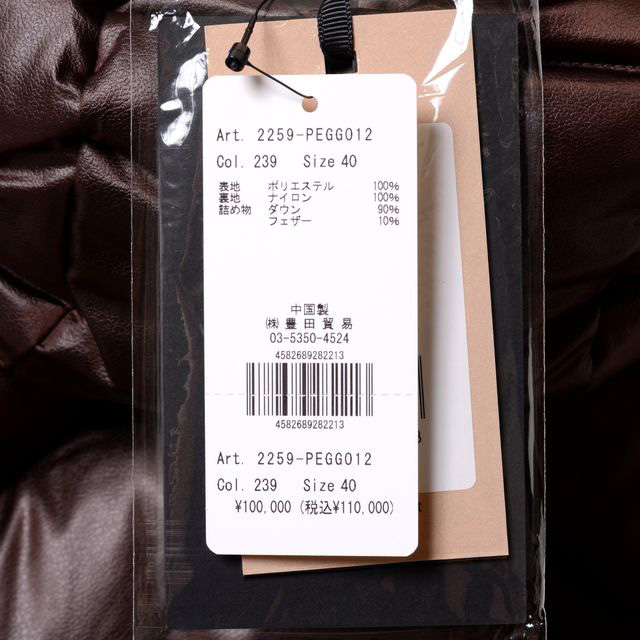 Art. 2259-PEGG012
Col. 239 Size 40
表地 ポリエステル 100%
裏地 ナイロン 100%
詰め物 ダウン 90%
フェザー 10%
中国製
㈱ 豊田貿易
03-5350-4524
4582689282213
4582689282213
Art. 2259-PEGG012
Col. 239 Size 40
¥100,000 (税込¥110,000)